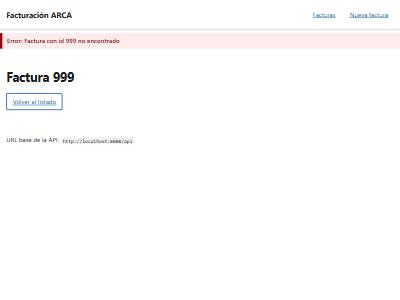 Facturación ARCA
Facturas
Nueva factura
Error: Factura con id 999 no encontrado
Factura 999
Volver al listado
URL base de la API: http://localhost:8080/api